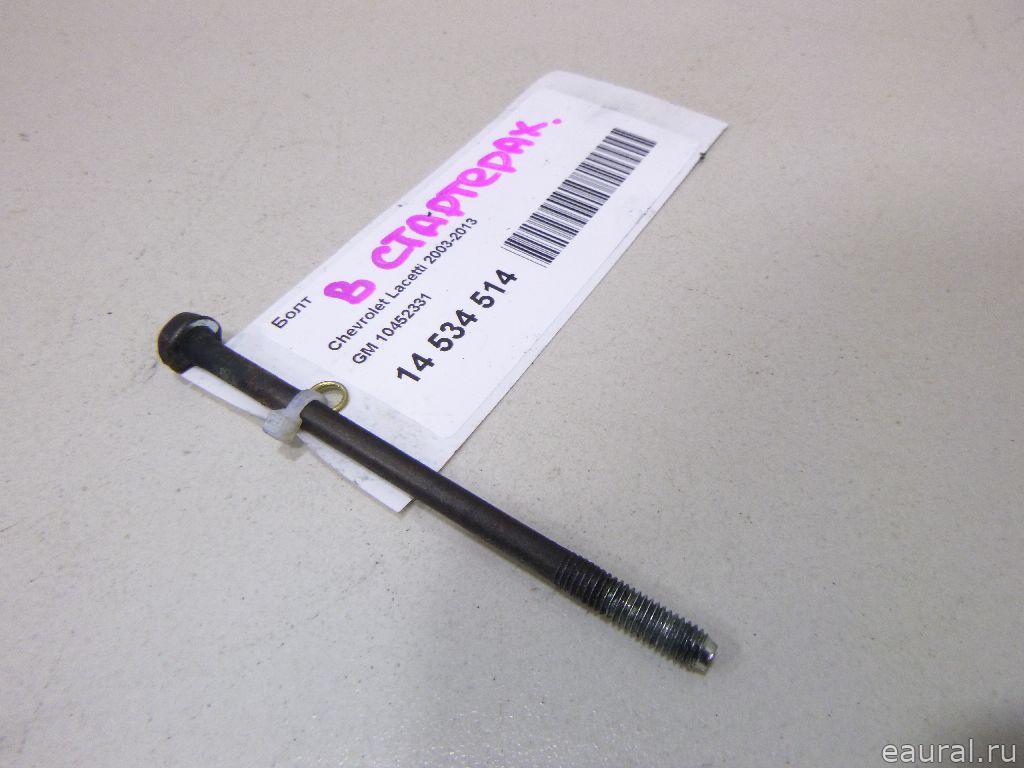 Болт
В СТАРТЕРАХ.
Chevrolet Lacetti 2003-2013
GM 10452331
14 534 514
eaural.ru